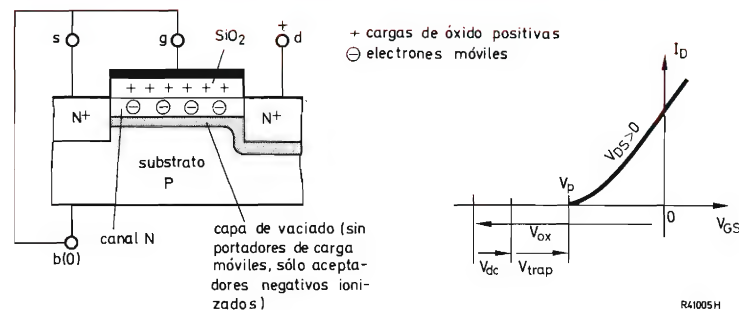 s
g
SiO2
+
d
+ cargas de óxido positivas
⊖ electrones móviles
+ + + + + +
N+
⊖ ⊖ ⊖ ⊖
N+
substrato
P
canal N
b(0)
capa de vaciado (sin
portadores de carga
móviles, sólo acepta-
dores negativos ioni-
zados)
ID
VDS>0
Vp
0
VGS
Vox
Vdc
Vtrap
R41005H